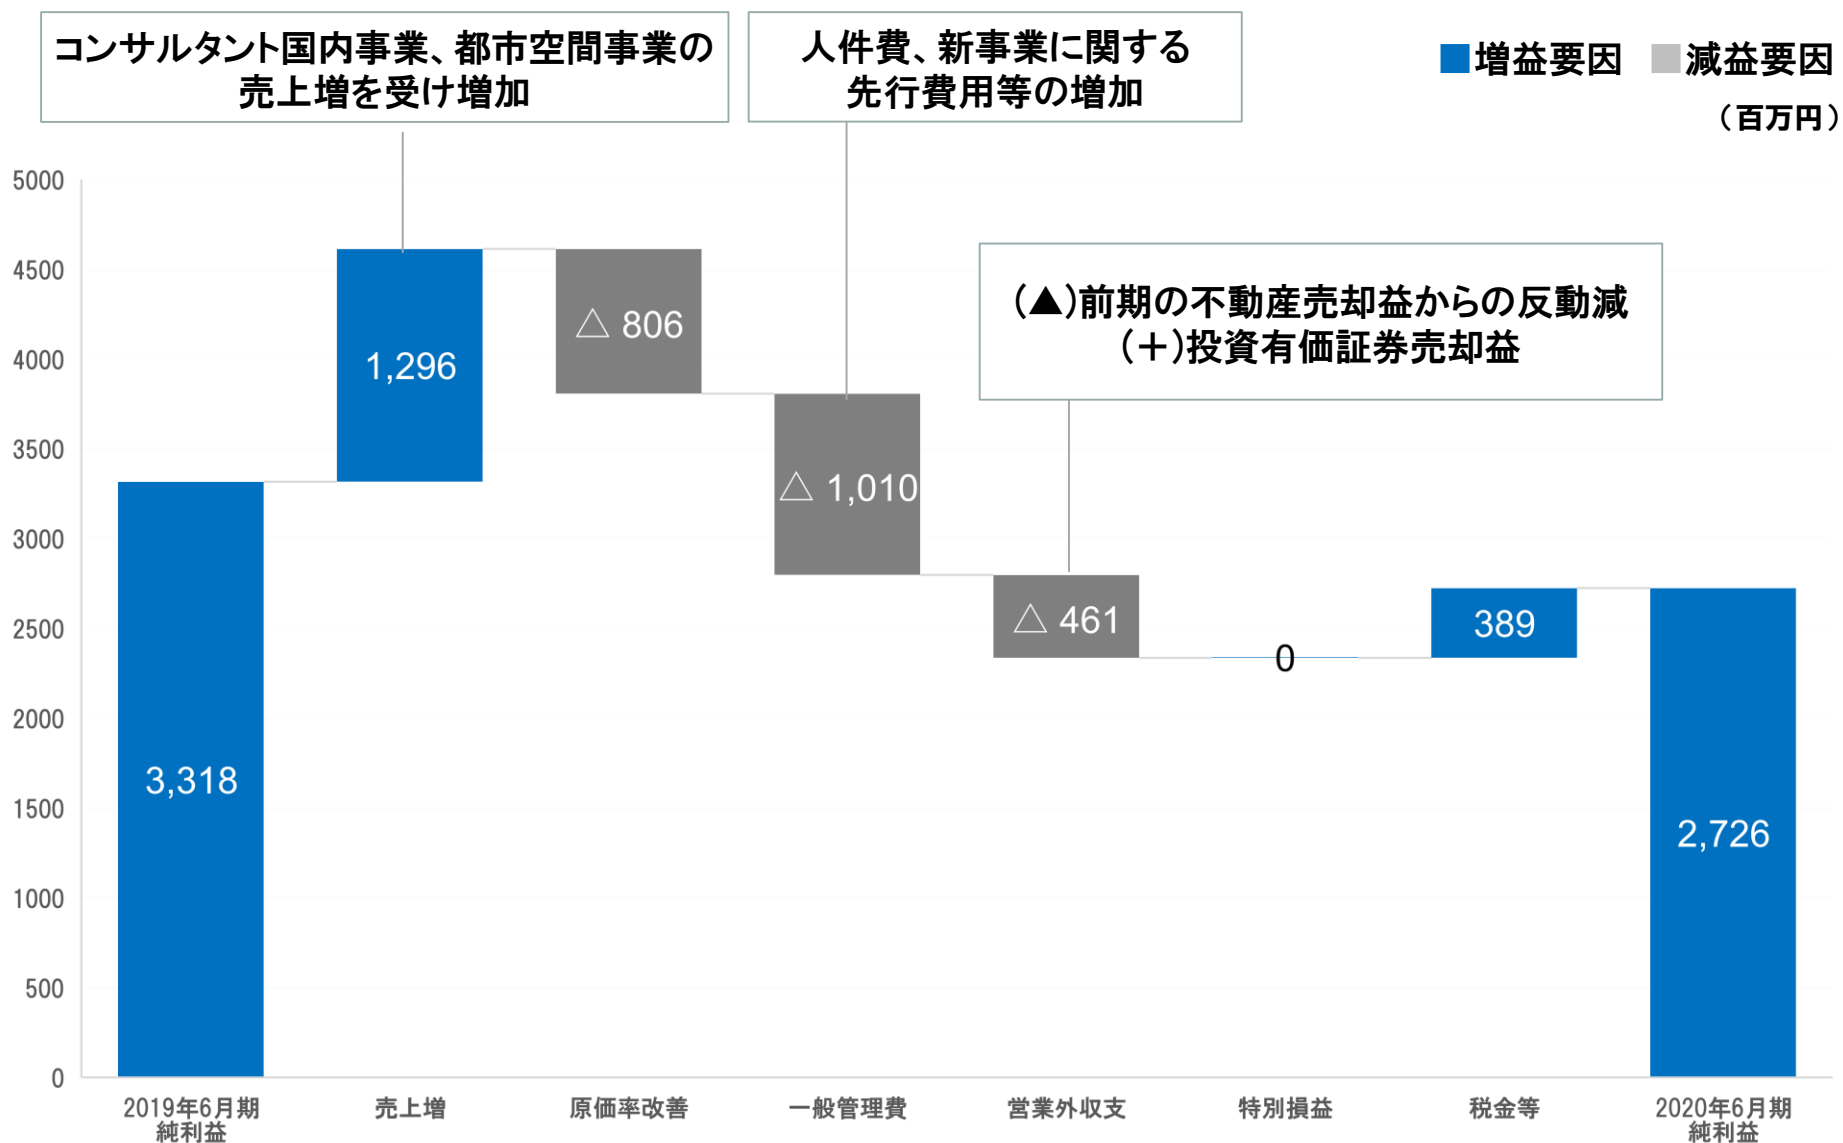 コンサルタント国内事業、都市空間事業の
売上増を受け増加
人件費、新事業に関する
先行費用等の増加
■増益要因 ■減益要因
（百万円）
(▲)前期の不動産売却益からの反動減
(＋)投資有価証券売却益
5000
4500
4000
3500
3000
2500
2000
1500
1000
500
0
3,318
1,296
△ 806
△ 1,010
△ 461
0
389
2,726
2019年6月期
純利益
売上増
原価率改善
一般管理費
営業外収支
特別損益
税金等
2020年6月期
純利益